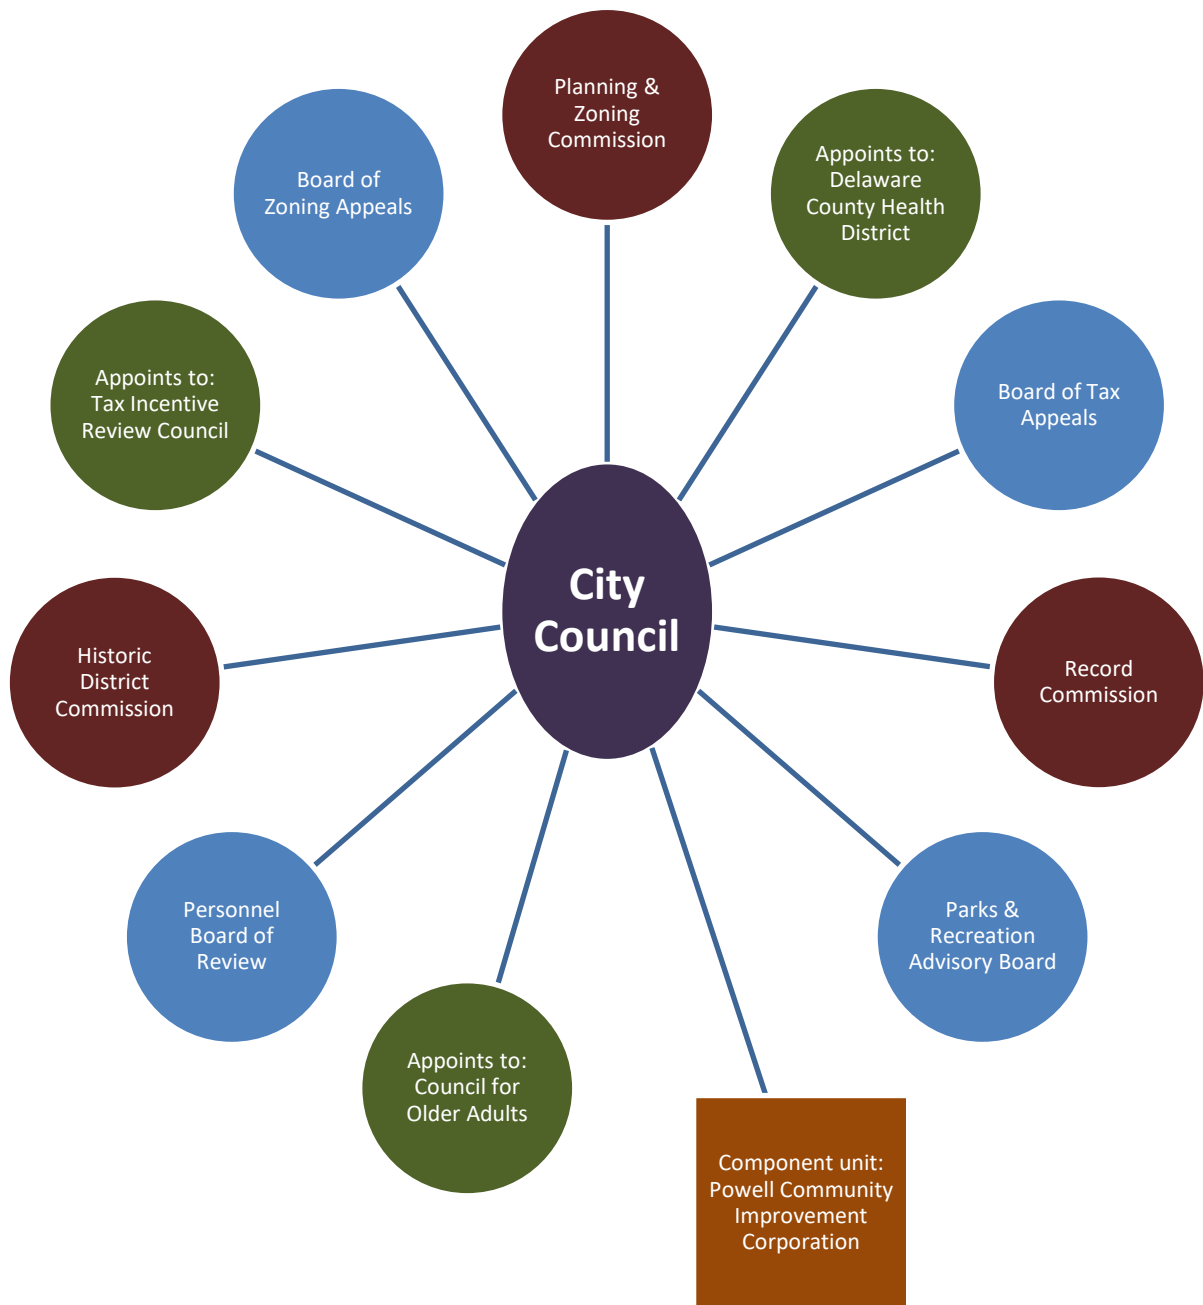 Planning &
Zoning
Commission
Appoints to:
Delaware
County Health
District
Board of
Zoning Appeals
Appoints to:
Tax Incentive
Review Council
Board of Tax
Appeals
City
Council
Historic
District
Commission
Record
Commission
Personnel
Board of
Review
Parks &
Recreation
Advisory Board
Appoints to:
Council for
Older Adults
Component unit:
Powell Community
Improvement
Corporation